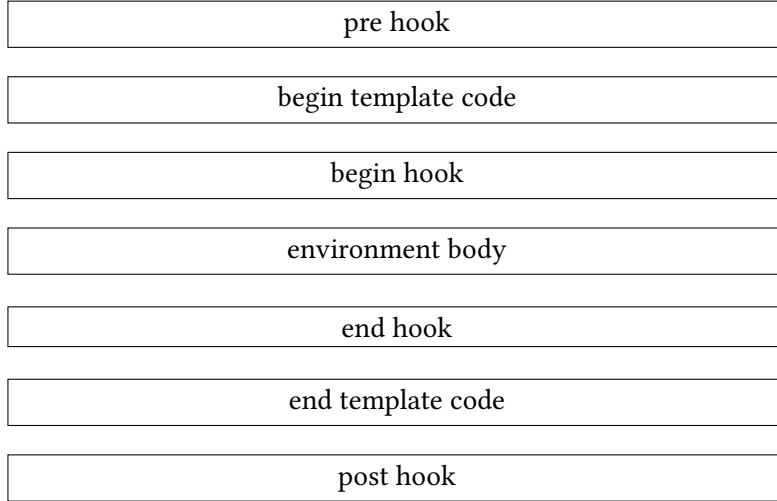 pre hook
begin template code
begin hook
environment body
end hook
end template code
post hook